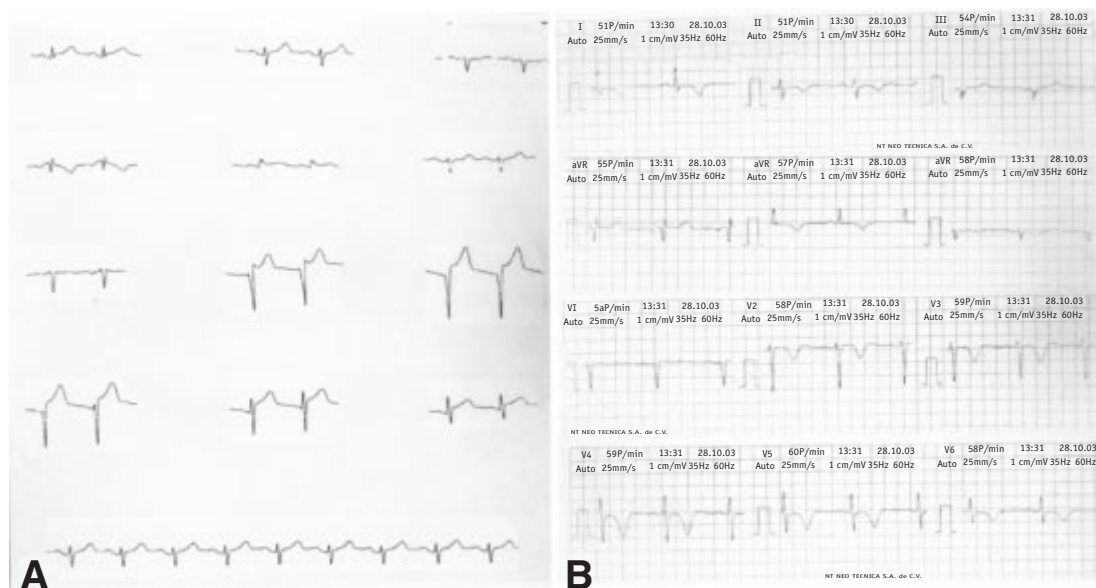 I 51P/min 13:30 28.10.03 II 51P/min 13:30 28.10.03 III 54P/min 13:31 28.10.03
Auto 25mm/s 1 cm/mV 35Hz 60Hz Auto 25mm/s 1 cm/mV 35Hz 60Hz Auto 25mm/s 1 cm/mV 35Hz 60Hz
NT NEO TECNICA S.A. de C.V.
aVR 55P/min 13:31 28.10.03 aVR 57P/min 13:31 28.10.03 aVR 58P/min 13:31 28.10.03
Auto 25mm/s 1 cm/mV 35Hz 60Hz Auto 25mm/s 1 cm/mV 35Hz 60Hz Auto 25mm/s 1 cm/mV 35Hz 60Hz
VI 5aP/min 13:31 28.10.03 V2 58P/min 13:31 28.10.03 V3 59P/min 13:31 28.10.03
Auto 25mm/s 1 cm/mV 35Hz 60Hz Auto 25mm/s 1 cm/mV 35Hz 60Hz Auto 25mm/s 1 cm/mV 35Hz 60Hz
NT NEO TECNICA S.A. de C.V.
V4 59P/min 13:31 28.10.03 V5 60P/min 13:31 28.10.03 V6 58P/min 13:31 28.10.03
Auto 25mm/s 1 cm/mV 35Hz 60Hz Auto 25mm/s 1 cm/mV 35Hz 60Hz Auto 25mm/s 1 cm/mV 35Hz 60Hz
NT NEO TECNICA S.A. de C.V.
A B